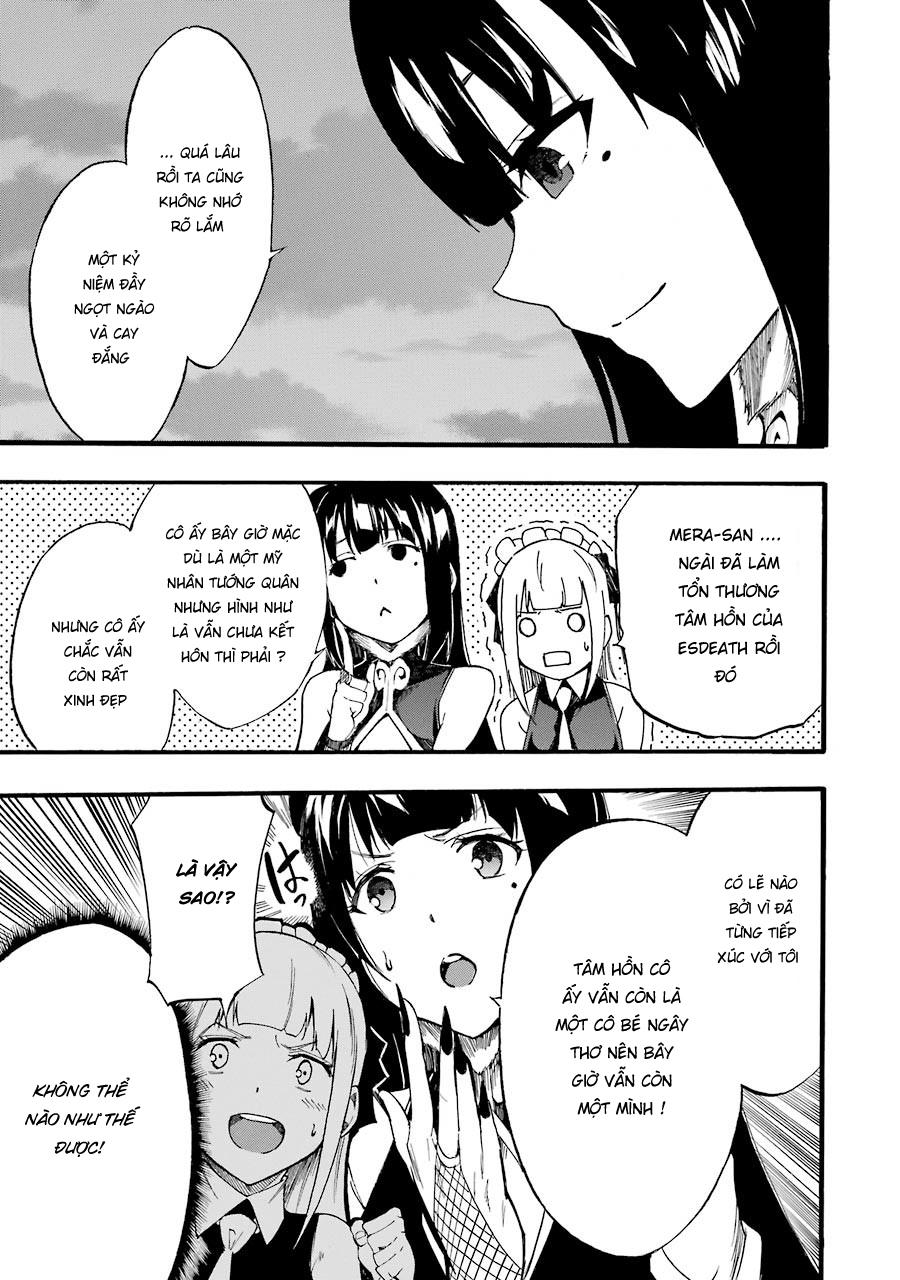 ... QUÁ LÂU
RỒI TA CŨNG
KHÔNG NHỚ
RÕ LẮM
MỘT KỶ
NIỆM ĐẦY
NGỌT NGÀO
VÀ CAY
ĐẮNG
MERA-SAN ....
NGÀI ĐÃ LÀM
TỔN THƯƠNG
TÂM HỒN CỦA
ESDEATH RỒI
ĐÓ
CÔ ẤY BÂY GIỜ MẶC
DÙ LÀ MỘT MỸ
NHÂN TƯỚNG QUÂN
NHƯNG HÌNH NHƯ
LÀ VẪN CHƯA KẾT
HÔN THÌ PHẢI ?
NHƯNG CÔ ẤY
CHẮC VẪN
CÒN RẤT
XINH ĐẸP
CÓ LẼ NÀO
BỞI VÌ ĐÃ
TỪNG TIẾP
XÚC VỚI TÔI
TÂM HỒN CÔ
ẤY VẪN CÒN LÀ
MỘT CÔ BÉ NGÂY
THƠ NÊN BÂY
GIỜ VẪN CÒN
MỘT MÌNH !
はっ
LÀ VẬY
SAO!?
KHÔNG THỂ
NÀO NHƯ THẾ
ĐƯỢC!